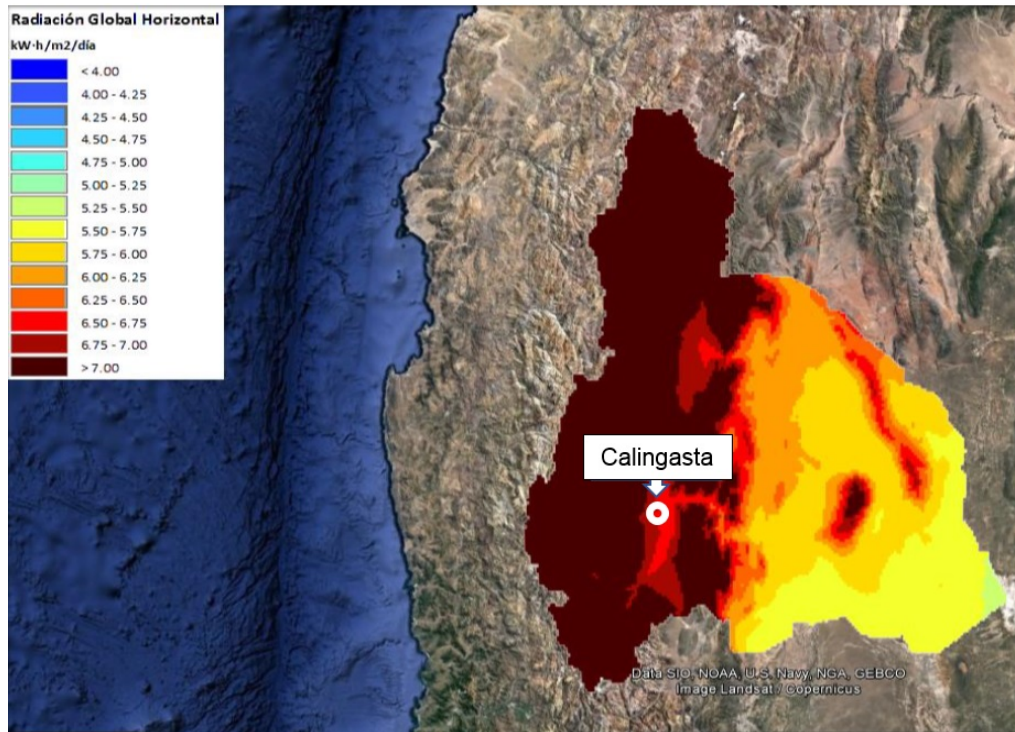 Radiación Global Horizontal
kW·h/m2/día
< 4.00
4.00 - 4.25
4.25 - 4.50
4.50 - 4.75
4.75 - 5.00
5.00 - 5.25
5.25 - 5.50
5.50 - 5.75
5.75 - 6.00
6.00 - 6.25
6.25 - 6.50
6.50 - 6.75
6.75 - 7.00
> 7.00
Calingasta
Data SIO, NOAA, U.S. Navy, NGA, GEBCO
Image Landsat / Copernicus